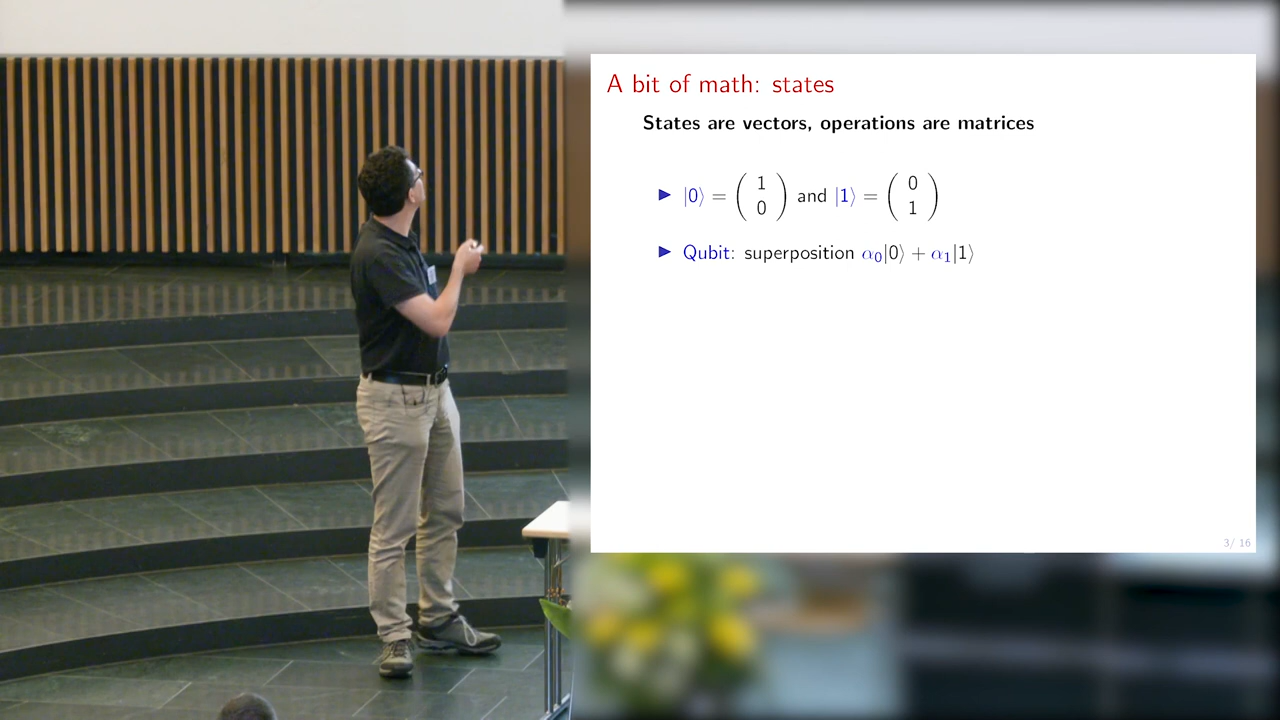 A bit of math: states
States are vectors, operations are matrices
▶ |0⟩ = ( 1 0 ) and |1⟩ = ( 0 1 )
▶ Qubit: superposition α₀|0⟩ + α₁|1⟩
3/ 16